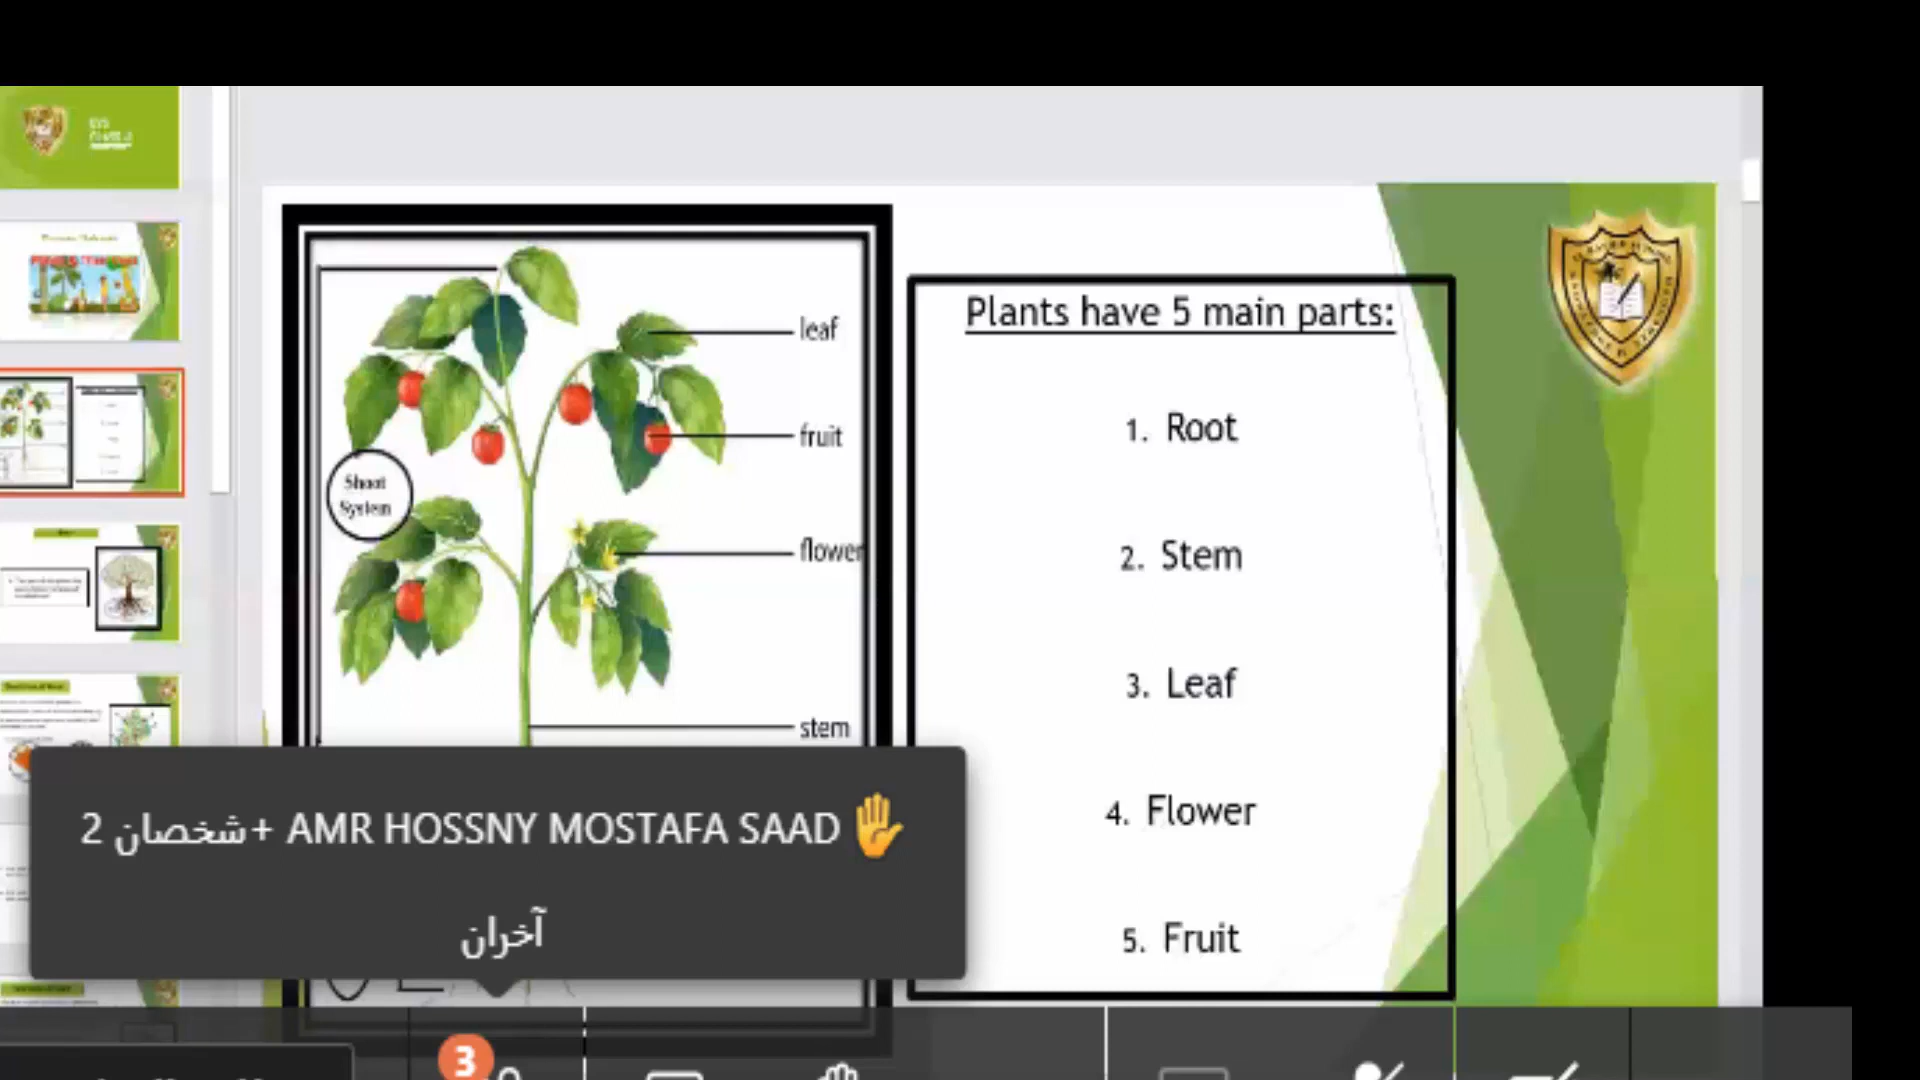 leaf
fruit
Shoot
System
flower
stem
Plants have 5 main parts:
1. Root
2. Stem
3. Leaf
4. Flower
5. Fruit
✋ AMR HOSSNY MOSTAFA SAAD +شخصان 2
آخران
3